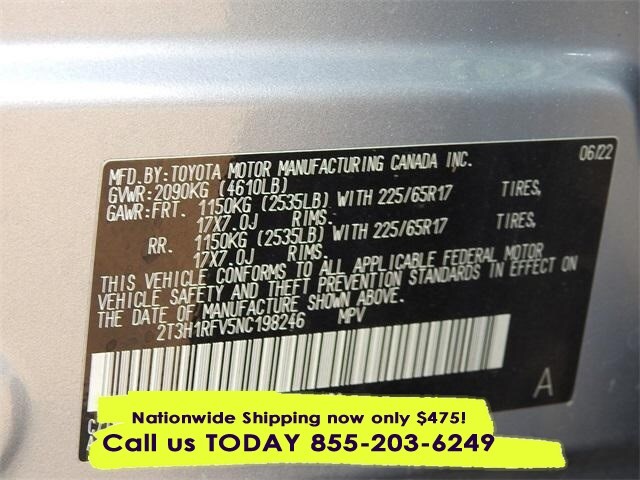 MFD. BY: TOYOTA MOTOR MANUFACTURING CANADA INC. 06/22
GVWR: 2090KG (4610LB)
GAWR: FRT. 1150KG (2535LB) WITH 225/65R17 TIRES,
17X7.0J RIMS.
RR. 1150KG (2535LB) WITH 225/65R17 TIRES,
17X7.0J RIMS.
THIS VEHICLE CONFORMS TO ALL APPLICABLE FEDERAL MOTOR
VEHICLE SAFETY AND THEFT PREVENTION STANDARDS IN EFFECT ON
THE DATE OF MANUFACTURE SHOWN ABOVE.
2T3H1RFV5NC198246 MPV
A
Nationwide Shipping now only $475!
Call us TODAY 855-203-6249